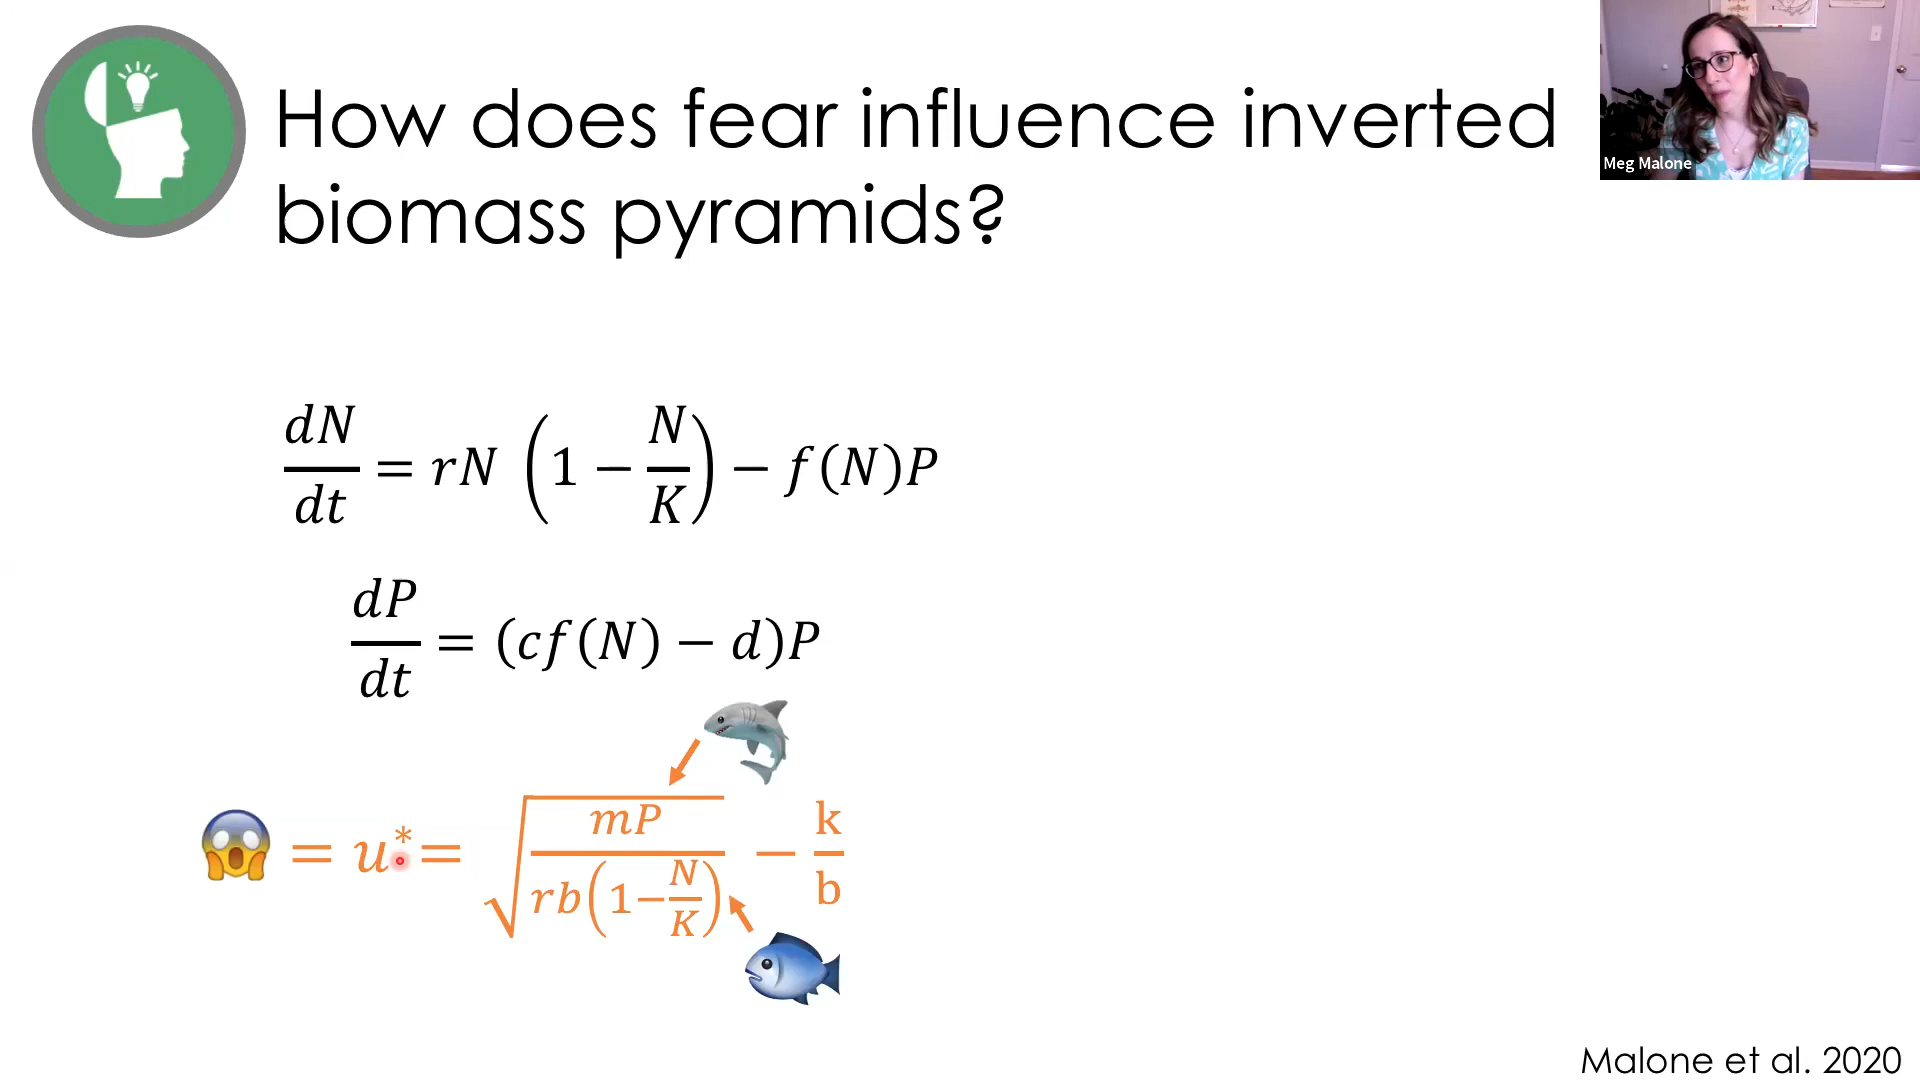 How does fear influence inverted
biomass pyramids?
Meg Malone
dN/dt = rN (1 − N/K) − f(N)P
dP/dt = (cf(N) − d)P
😱 = u* = √(mP / rb(1−N/K)) − k/b
Malone et al. 2020